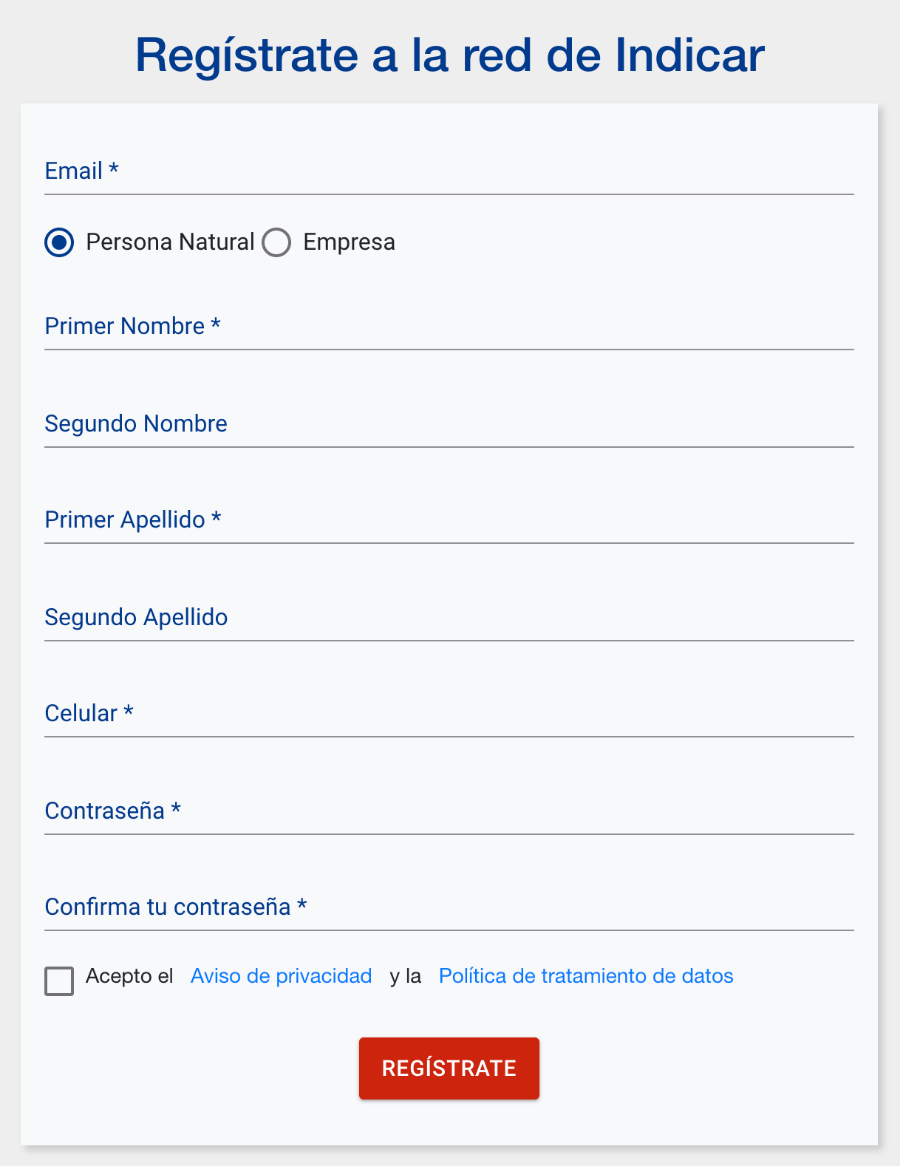 Regístrate a la red de Indicar
Email *
Persona Natural Empresa
Primer Nombre *
Segundo Nombre
Primer Apellido *
Segundo Apellido
Celular *
Contraseña *
Confirma tu contraseña *
Acepto el Aviso de privacidad y la Política de tratamiento de datos
REGÍSTRATE